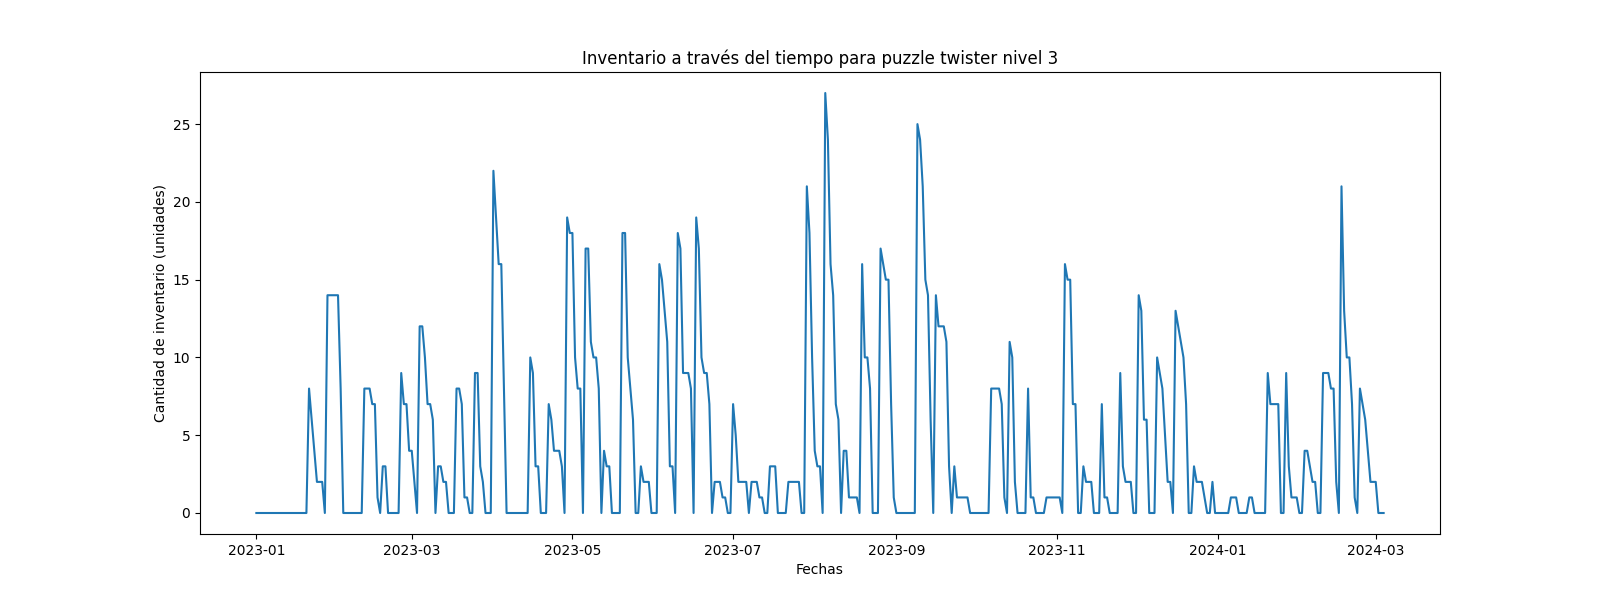 Inventario a través del tiempo para puzzle twister nivel 3
Cantidad de inventario (unidades)
25
20
15
10
5
0
2023-01 2023-03 2023-05 2023-07 2023-09 2023-11 2024-01 2024-03
Fechas